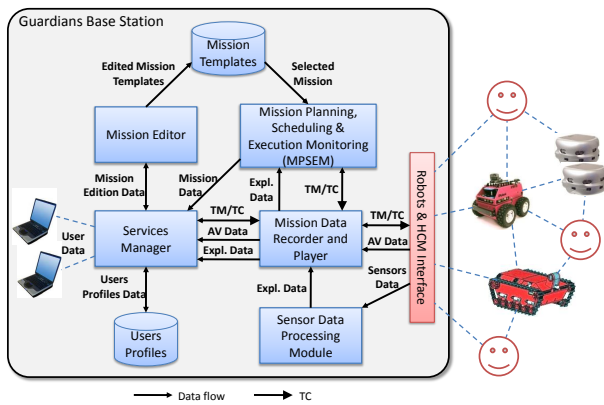 Guardians Base Station
Mission
Templates
Edited Mission
Templates
Selected
Mission
Mission Editor
Mission Planning,
Scheduling &
Execution Monitoring
(MPSEM)
Mission
Edition Data
Mission
Data
Expl.
Data
TM/TC
Robots & HCM Interface
User
Data
Services
Manager
TM/TC
AV Data
Expl. Data
Mission Data
Recorder and
Player
TM/TC
AV Data
Sensors
Data
Users
Profiles Data
Expl. Data
Users
Profiles
Sensor Data
Processing
Module
Data flow
TC